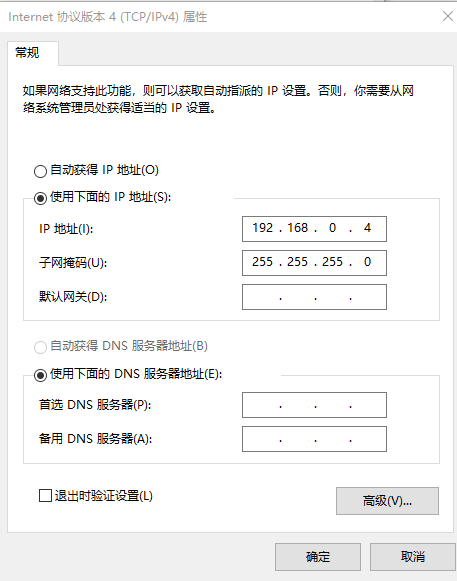 Internet 协议版本 4 (TCP/IPv4) 属性
常规
如果网络支持此功能，则可以获取自动指派的 IP 设置。否则，你需要从网
络系统管理员处获得适当的 IP 设置。
自动获得 IP 地址(O)
使用下面的 IP 地址(S):
IP 地址(I):
192 . 168 . 0 . 4
子网掩码(U):
255 . 255 . 255 . 0
默认网关(D):
. . .
自动获得 DNS 服务器地址(B)
使用下面的 DNS 服务器地址(E):
首选 DNS 服务器(P):
. . .
备用 DNS 服务器(A):
. . .
退出时验证设置(L)
高级(V)...
确定
取消